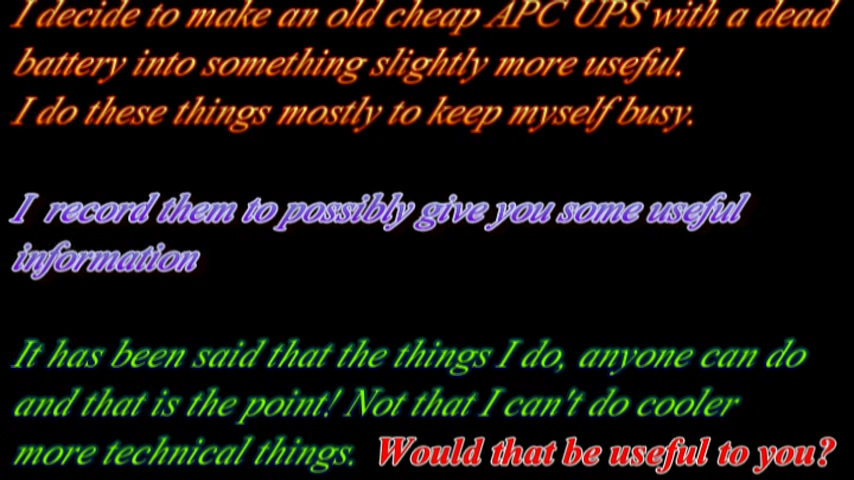 I decide to make an old cheap APC UPS with a dead
battery into something slightly more useful.
I do these things mostly to keep myself busy.
I record them to possibly give you some useful
information
It has been said that the things I do, anyone can do
and that is the point! Not that I can't do cooler
more technical things. Would that be useful to you?